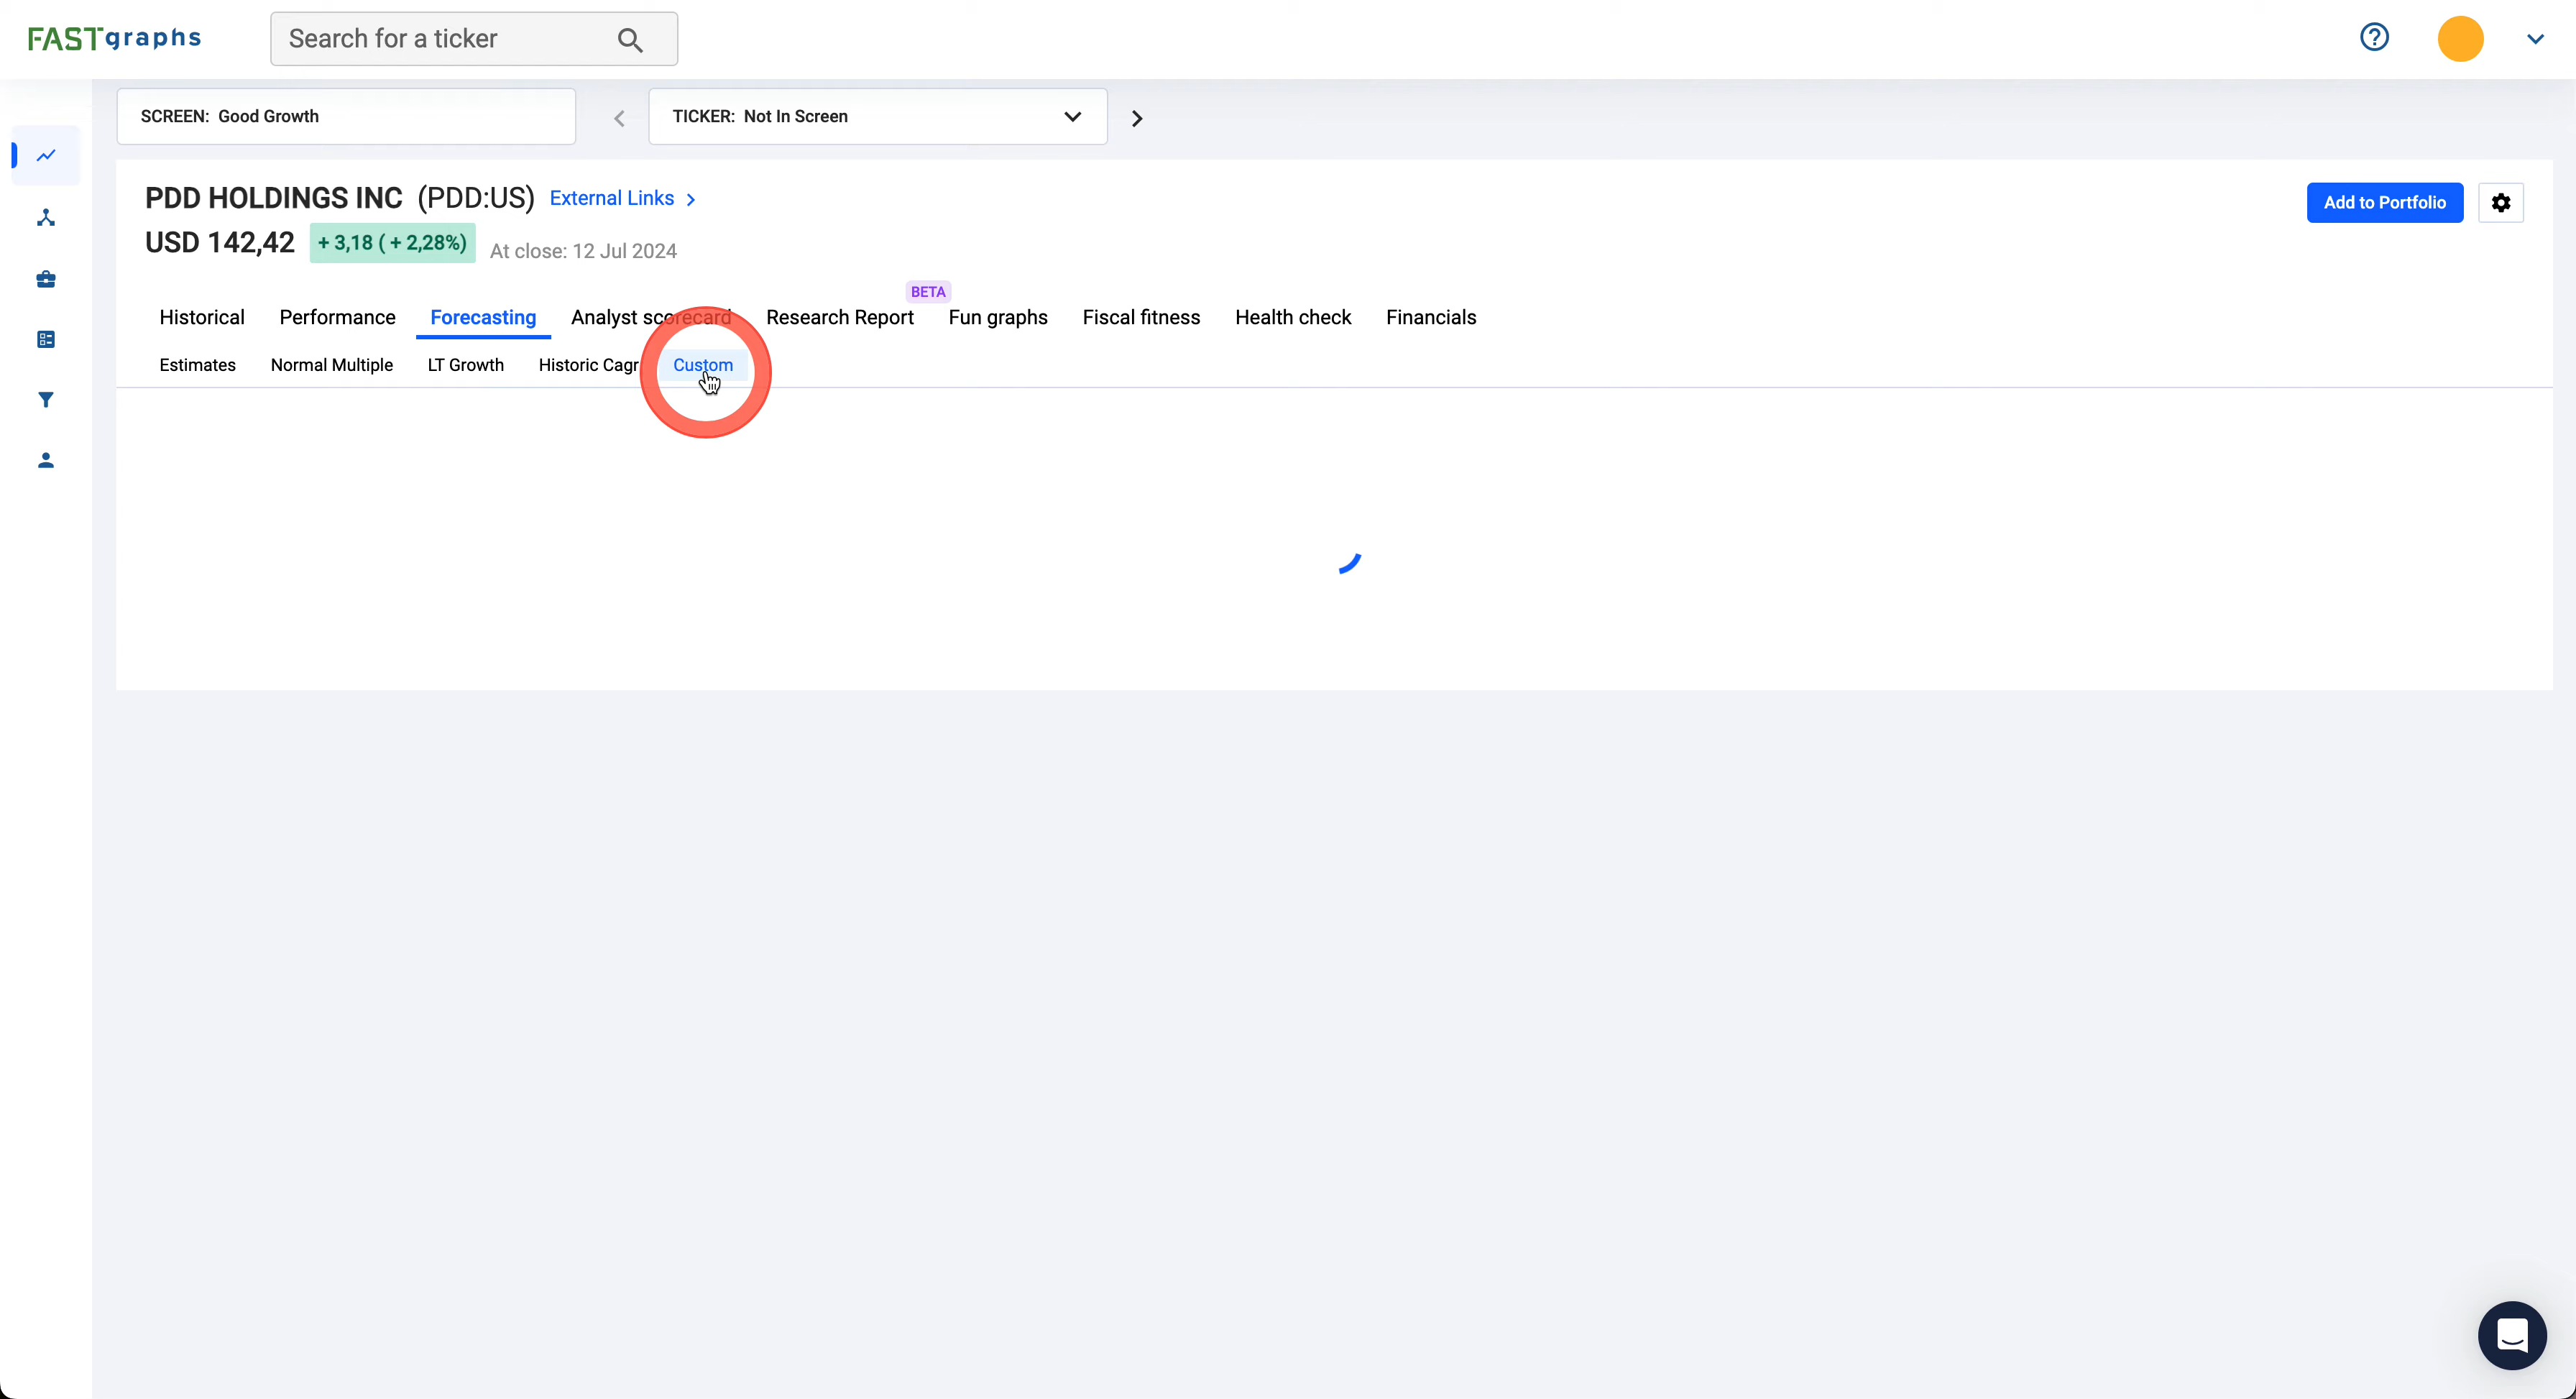 FASTgraphs
Search for a ticker
SCREEN: Good Growth
TICKER: Not In Screen
PDD HOLDINGS INC (PDD:US) External Links
Add to Portfolio
USD 142,42 + 3,18 ( + 2,28%) At close: 12 Jul 2024
BETA
Historical Performance Forecasting Analyst scorecard Research Report Fun graphs Fiscal fitness Health check Financials
Estimates Normal Multiple LT Growth Historic Cagr Custom